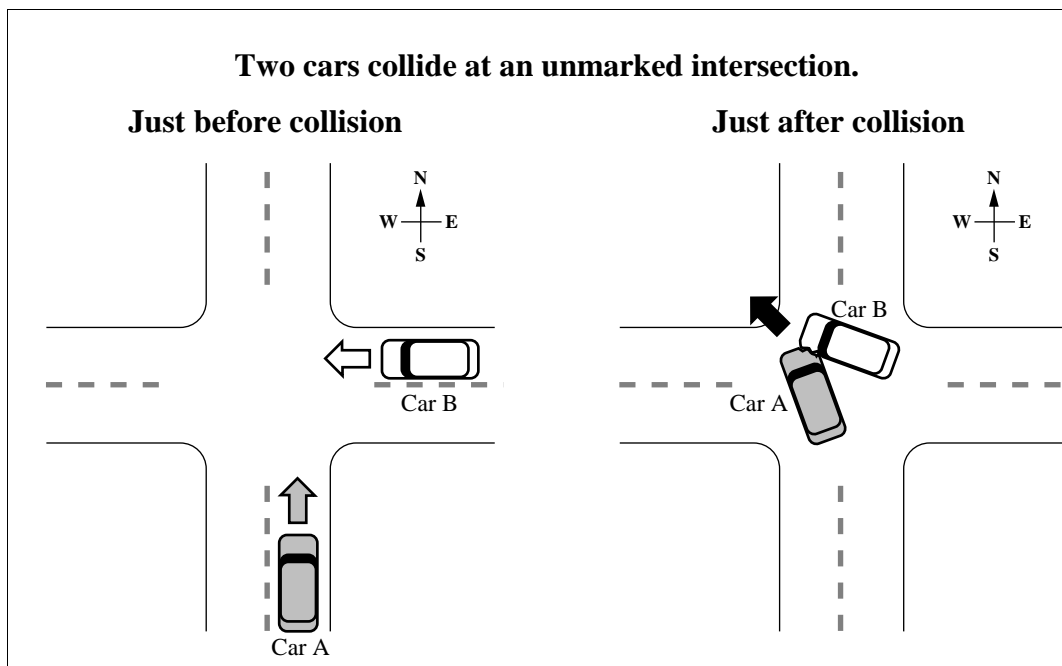 Two cars collide at an unmarked intersection.
Just before collision
Just after collision
N
W E
S
Car B
Car A
N
W E
S
Car B
Car A